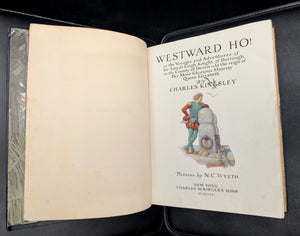 WESTWARD HO!
or the Voyages and Adventures of
Sir Amyas Leigh, Knight, of Burrough,
in the County of Devon ~ in the reign of
Her Most Glorious Majesty
Queen Elizabeth
BY
CHARLES KINGSLEY
Pictures by N.C. WYETH
NEW YORK
CHARLES SCRIBNER'S SONS